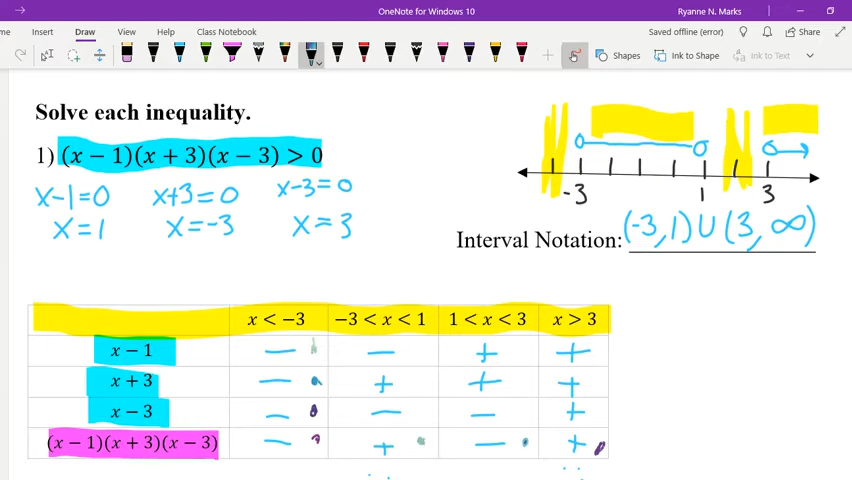 OneNote for Windows 10
Ryanne N. Marks
Home Insert Draw View Help Class Notebook
Saved offline (error)
Share
Shapes
Ink to Shape
Ink to Text
Solve each inequality.
1) (x − 1)(x + 3)(x − 3) > 0
x-1=0 x+3=0 x-3=0
x=1 x=-3 x=3
-3 1 3
Interval Notation: (-3,1) U (3, ∞)
x < −3 −3 < x < 1 1 < x < 3 x > 3
x − 1 − − + +
x + 3 − + + +
x − 3 − − − +
(x − 1)(x + 3)(x − 3) − + − +